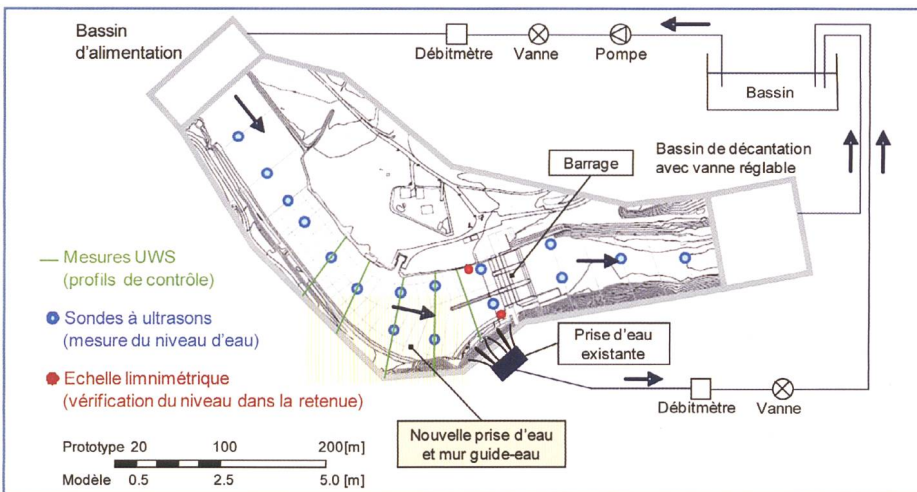 Bassin
d'alimentation
Débitmètre
Vanne
Pompe
Bassin
Barrage
Bassin de décantation
avec vanne réglable
Mesures UWS
(profils de contrôle)
Sondes à ultrasons
(mesure du niveau d'eau)
Echelle limnimétrique
(vérification du niveau dans la retenue)
Prise d'eau
existante
Débitmètre
Vanne
Nouvelle prise d'eau
et mur guide-eau
Prototype 20 100 200 [m]
Modèle 0.5 2.5 5.0 [m]